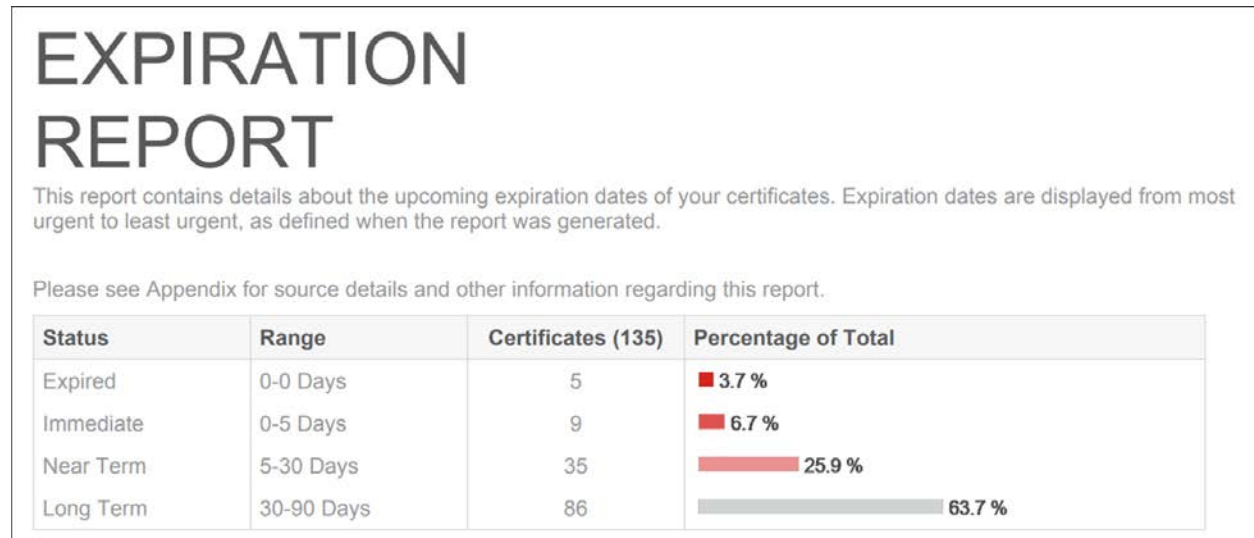 EXPIRATION
REPORT
This report contains details about the upcoming expiration dates of your certificates. Expiration dates are displayed from most
urgent to least urgent, as defined when the report was generated.
Please see Appendix for source details and other information regarding this report.
Status Range Certificates (135) Percentage of Total
Expired 0-0 Days 5 3.7 %
Immediate 0-5 Days 9 6.7 %
Near Term 5-30 Days 35 25.9 %
Long Term 30-90 Days 86 63.7 %